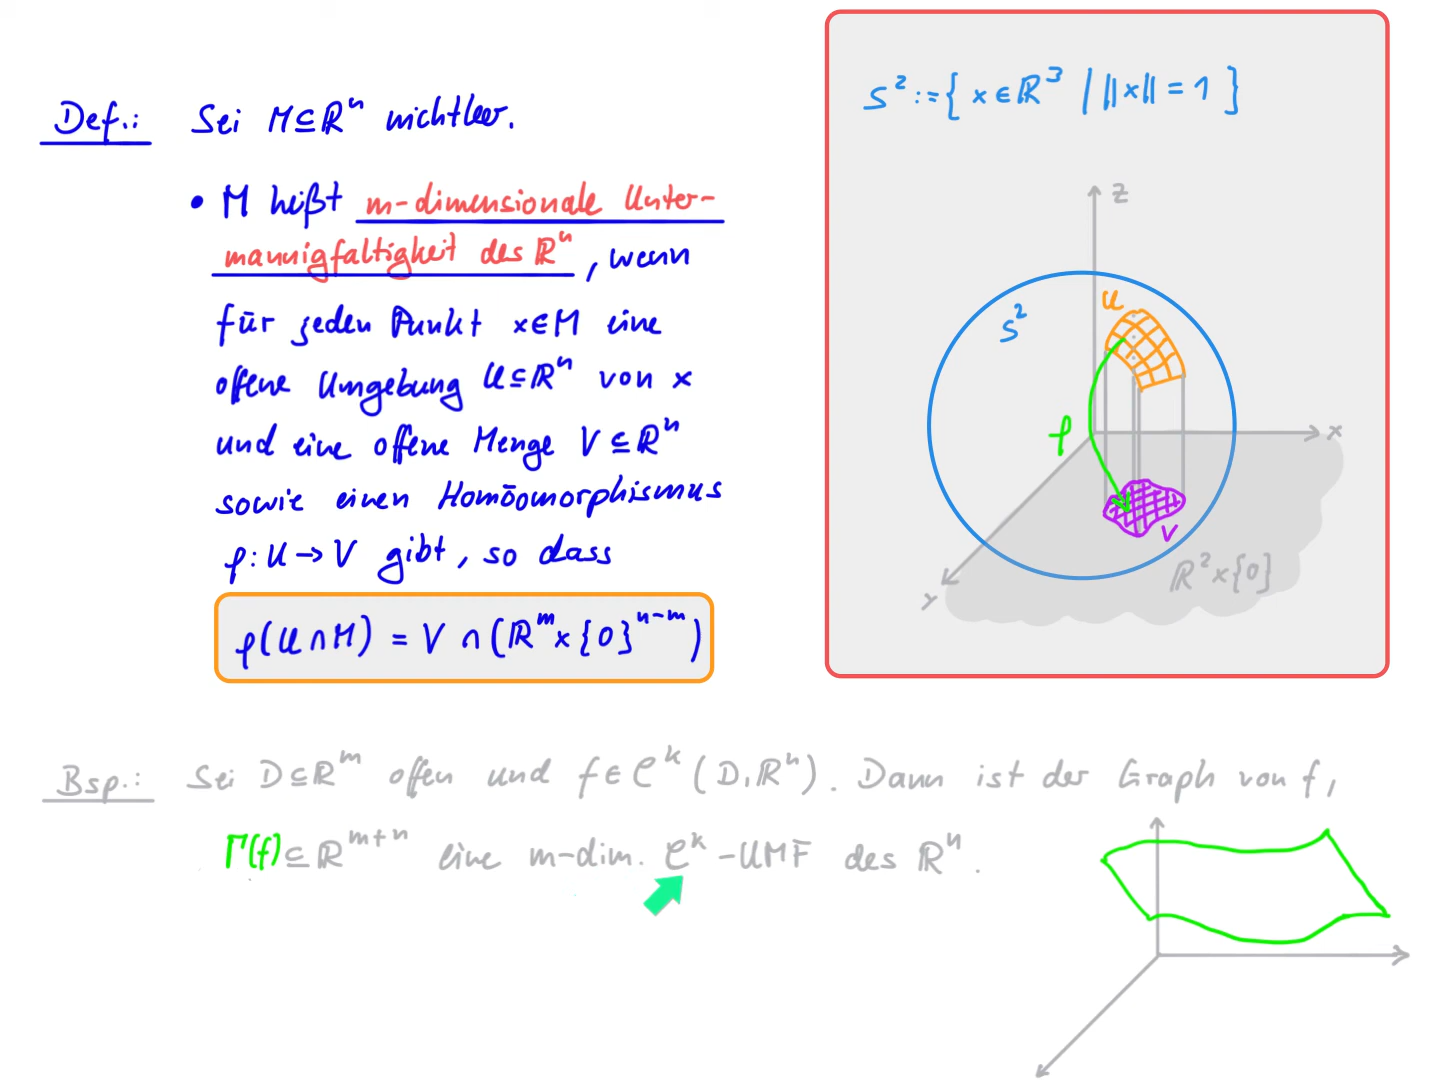 Def.: Sei M⊆ℝⁿ nichtleer.
• M heißt m-dimensionale Unter-
mannigfaltigkeit des ℝⁿ, wenn
für jeden Punkt x∈M eine
offene Umgebung U⊆ℝⁿ von x
und eine offene Menge V⊆ℝⁿ
sowie einen Homöomorphismus
φ: U→V gibt, so dass
φ(U∩M) = V ∩ (ℝᵐ×{0}ⁿ⁻ᵐ)
S² := { x∈ℝ³ | ||x|| = 1 }
z
U
S²
φ
x
V
ℝ²×{0}
y
Bsp.: Sei D⊆ℝᵐ offen und f∈Cᵏ(D,ℝⁿ). Dann ist der Graph von f,
Γ(f)⊆ℝᵐ⁺ⁿ eine m-dim. Cᵏ-UMF des ℝⁿ.